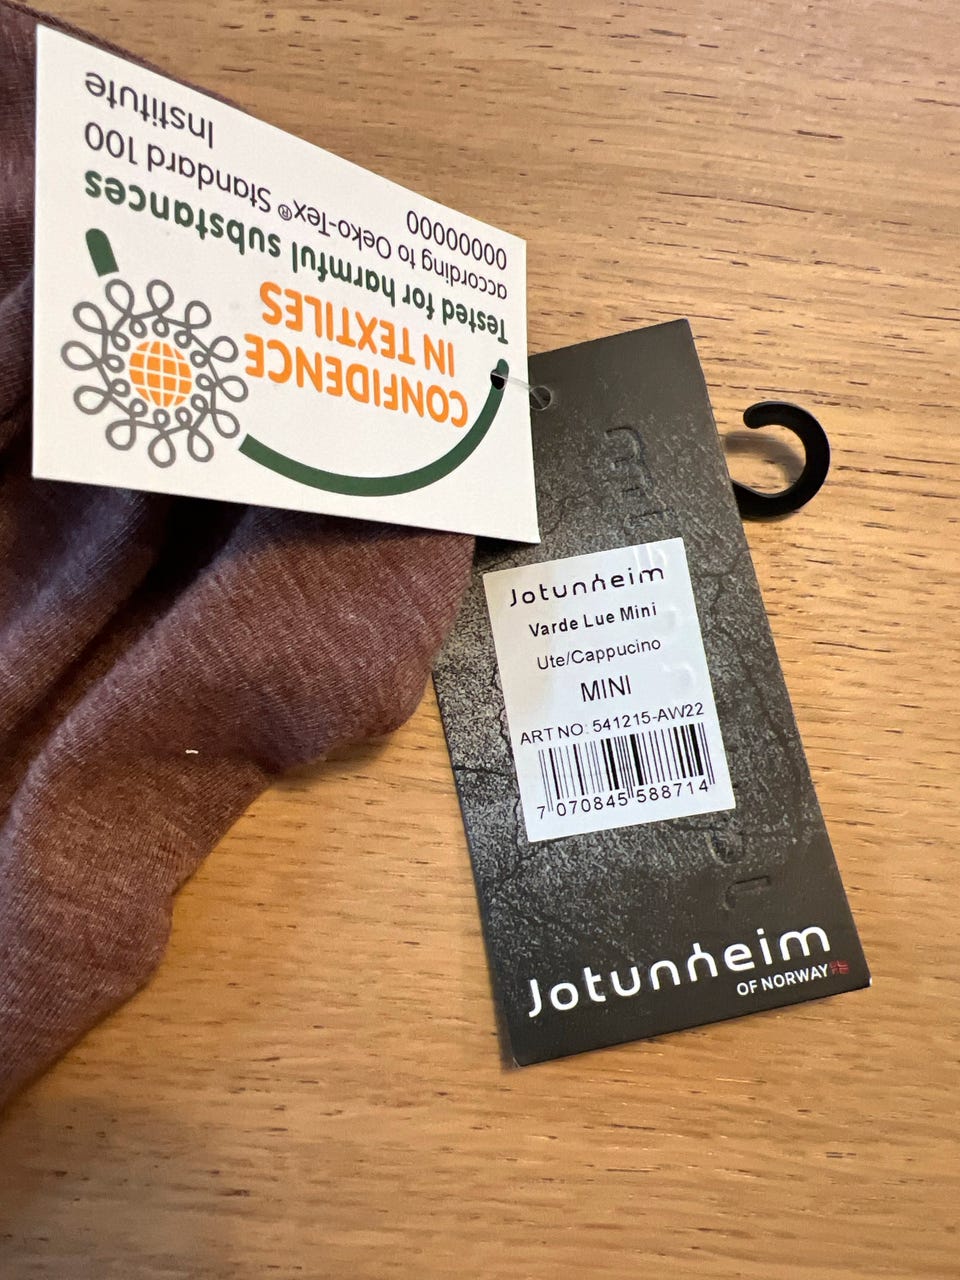 CONFIDENCE
IN TEXTILES
Tested for harmful substances
according to Oeko-Tex® Standard 100
00000000
Institute
Jotunheim
Varde Lue Mini
Ute/Cappucino
MINI
ART NO: 541215-AW22
7 070845 588714
Jotunheim
OF NORWAY